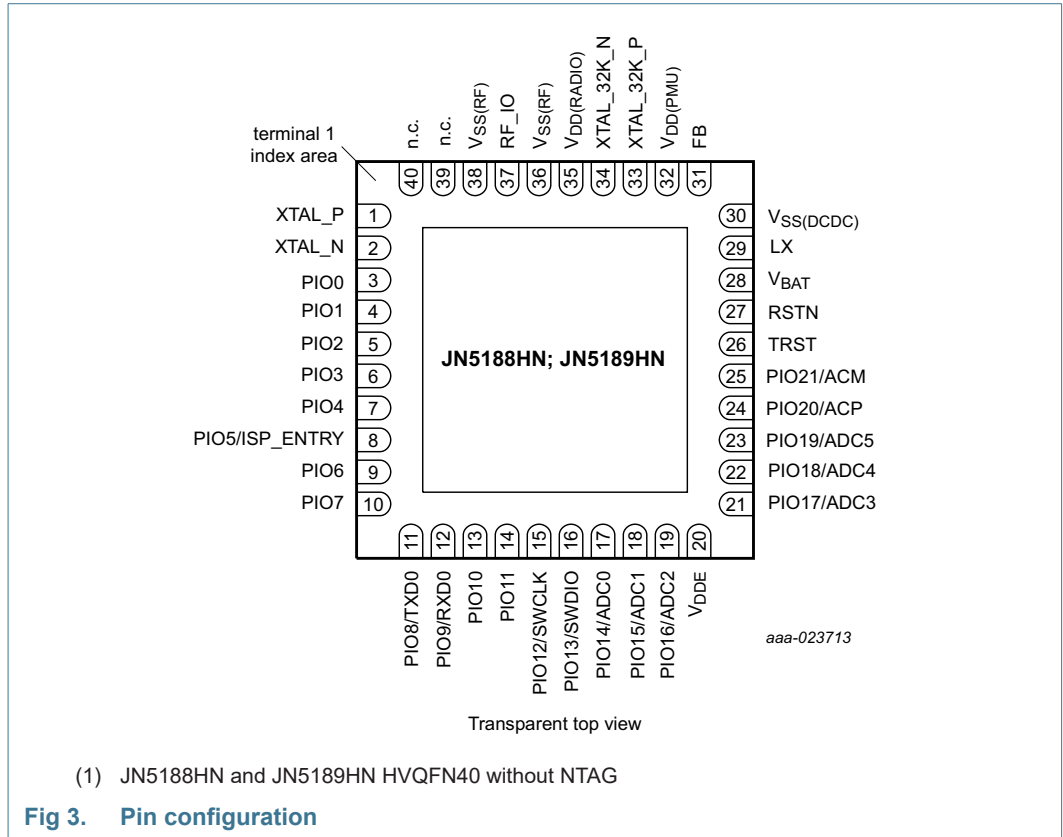 terminal 1
index area
n.c.
n.c.
VSS(RF)
RF_IO
VSS(RF)
VDD(RADIO)
XTAL_32K_N
XTAL_32K_P
VDD(PMU)
FB
40
39
38
37
36
35
34
33
32
31
XTAL_P 1
XTAL_N 2
PIO0 3
PIO1 4
PIO2 5
PIO3 6
PIO4 7
PIO5/ISP_ENTRY 8
PIO6 9
PIO7 10
JN5188HN; JN5189HN
30 VSS(DCDC)
29 LX
28 VBAT
27 RSTN
26 TRST
25 PIO21/ACM
24 PIO20/ACP
23 PIO19/ADC5
22 PIO18/ADC4
21 PIO17/ADC3
11
12
13
14
15
16
17
18
19
20
PIO8/TXD0
PIO9/RXD0
PIO10
PIO11
PIO12/SWCLK
PIO13/SWDIO
PIO14/ADC0
PIO15/ADC1
PIO16/ADC2
VDDE
aaa-023713
Transparent top view
(1) JN5188HN and JN5189HN HVQFN40 without NTAG
Fig 3. Pin configuration